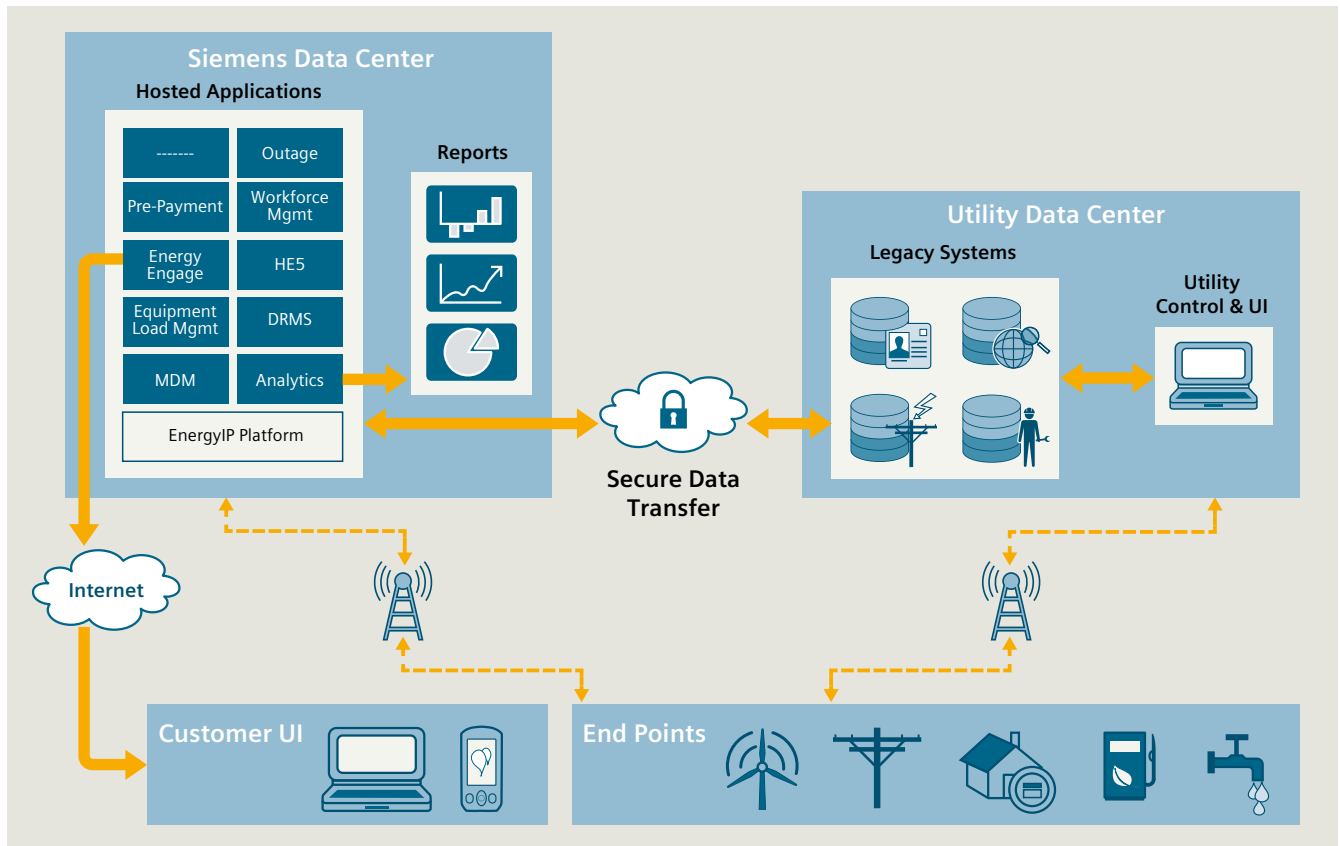 Siemens Data Center
Hosted Applications
-------
Outage
Pre-Payment
Workforce
Mgmt
Energy
Engage
HE5
Equipment
Load Mgmt
DRMS
MDM
Analytics
EnergyIP Platform
Reports
Secure Data
Transfer
Utility Data Center
Legacy Systems
Utility
Control & UI
Internet
Customer UI
End Points